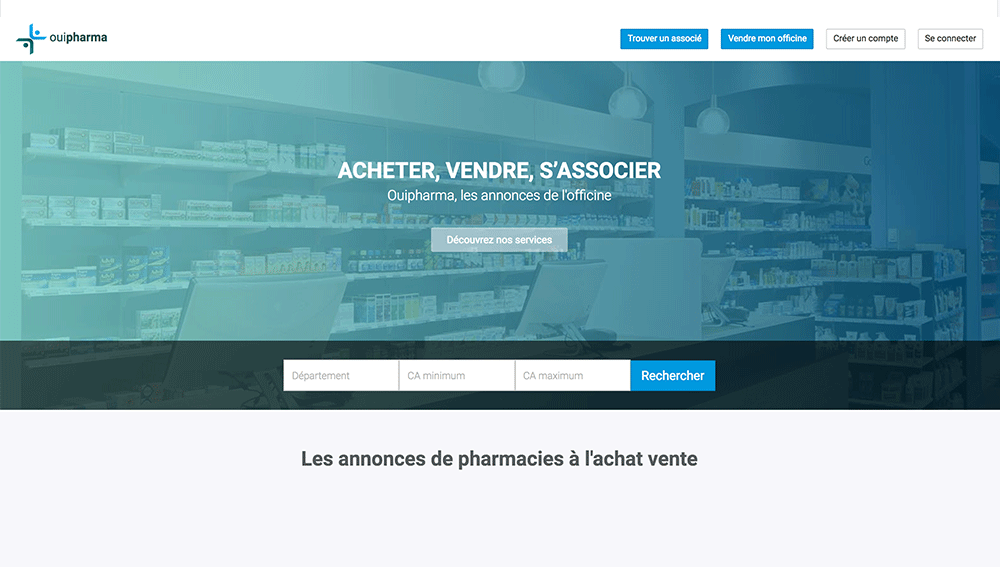 ouipharma
Trouver un associé
Vendre mon officine
Créer un compte
Se connecter
ACHETER, VENDRE, S’ASSOCIER
Ouipharma, les annonces de l'officine
Découvrez nos services
Département
CA minimum
CA maximum
Rechercher
Les annonces de pharmacies à l'achat vente